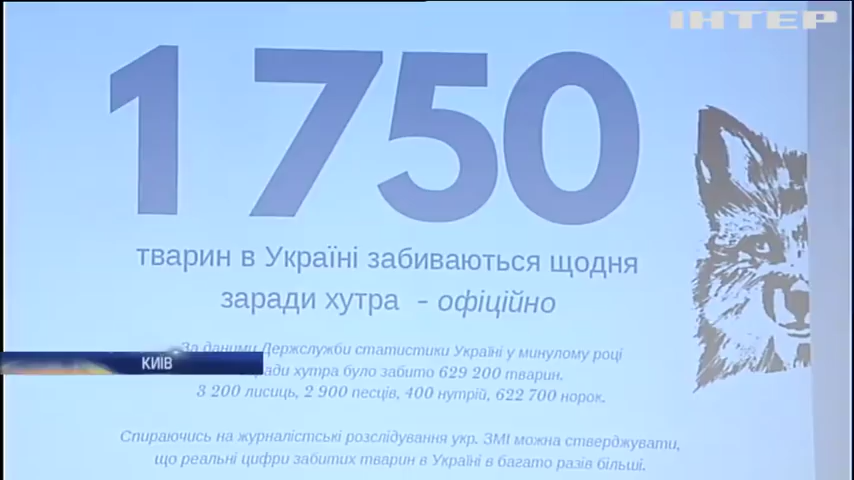 ІНТЕР
1 750
тварин в Україні забиваються щодня
заради хутра - офіційно
За даними Держслужби статистики Україні у минулому році
ради хутра було забито 629 200 тварин.
3 200 лисиць, 2 900 песців, 400 нутрій, 622 700 норок.
КИЇВ
Спираючись на журналістські розслідування укр. ЗМІ можна стверджувати,
що реальні цифри забитих тварин в Україні в багато разів більші.